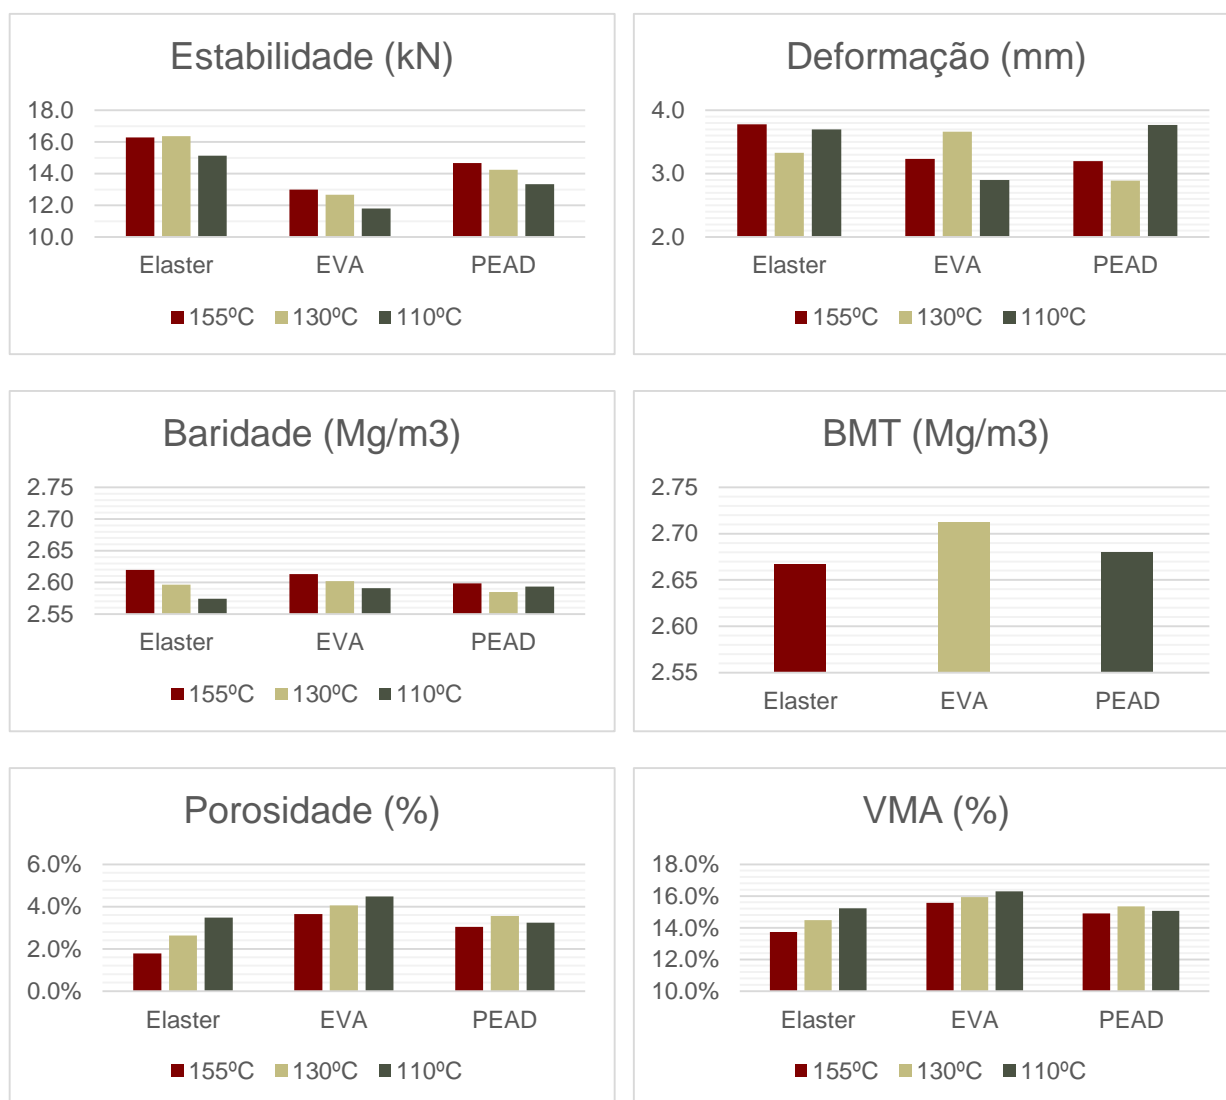 Estabilidade (kN)
18.0
16.0
14.0
12.0
10.0
Elaster EVA PEAD
155ºC 130ºC 110ºC
Deformação (mm)
4.0
3.0
2.0
Elaster EVA PEAD
155ºC 130ºC 110ºC
Baridade (Mg/m3)
2.75
2.70
2.65
2.60
2.55
Elaster EVA PEAD
155ºC 130ºC 110ºC
BMT (Mg/m3)
2.75
2.70
2.65
2.60
2.55
Elaster EVA PEAD
Porosidade (%)
6.0%
4.0%
2.0%
0.0%
Elaster EVA PEAD
155ºC 130ºC 110ºC
VMA (%)
18.0%
16.0%
14.0%
12.0%
10.0%
Elaster EVA PEAD
155ºC 130ºC 110ºC